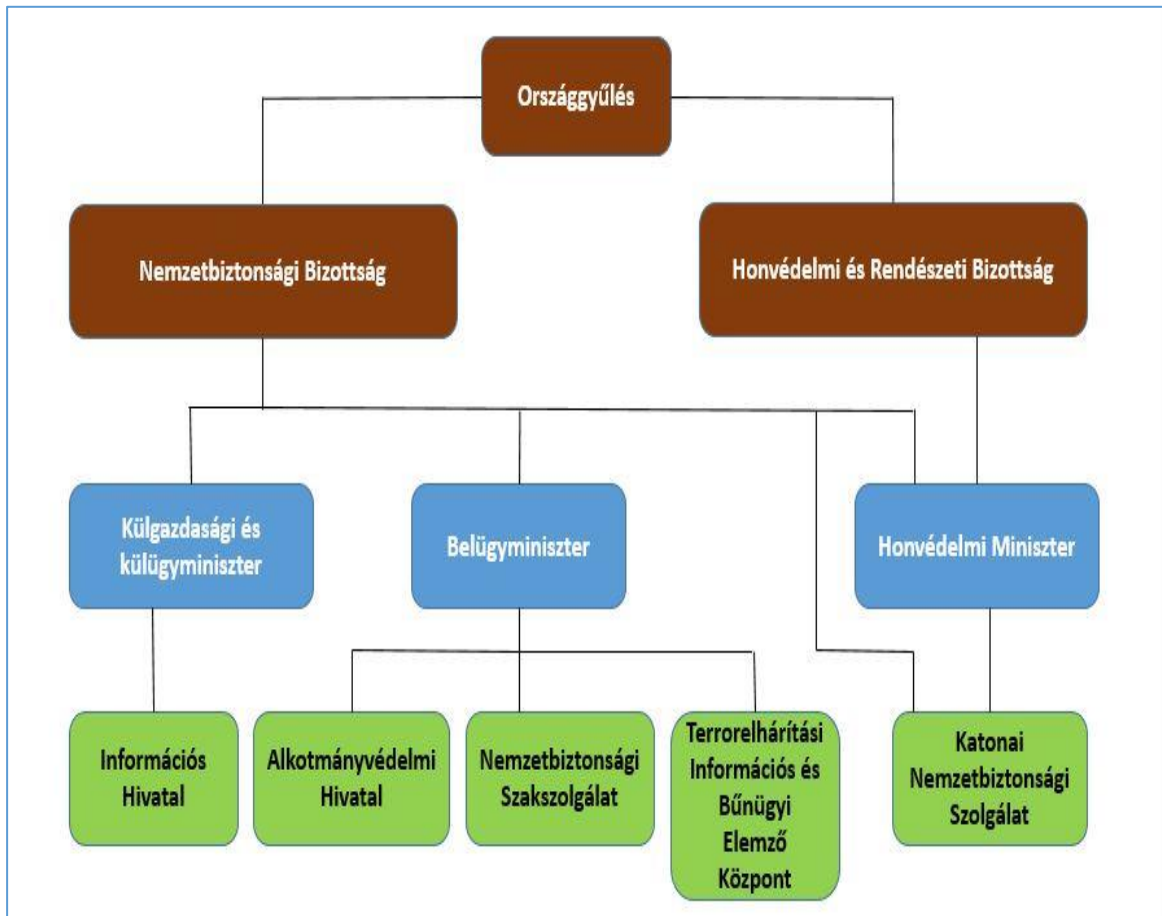 Országgyűlés
Nemzetbiztonsági Bizottság
Honvédelmi és Rendészeti Bizottság
Külgazdasági és
külügyminiszter
Belügyminiszter
Honvédelmi Miniszter
Információs
Hivatal
Alkotmányvédelmi
Hivatal
Nemzetbiztonsági
Szakszolgálat
Terrorelhárítási
Információs és
Bűnügyi
Elemző
Központ
Katonai
Nemzetbiztonsági
Szolgálat